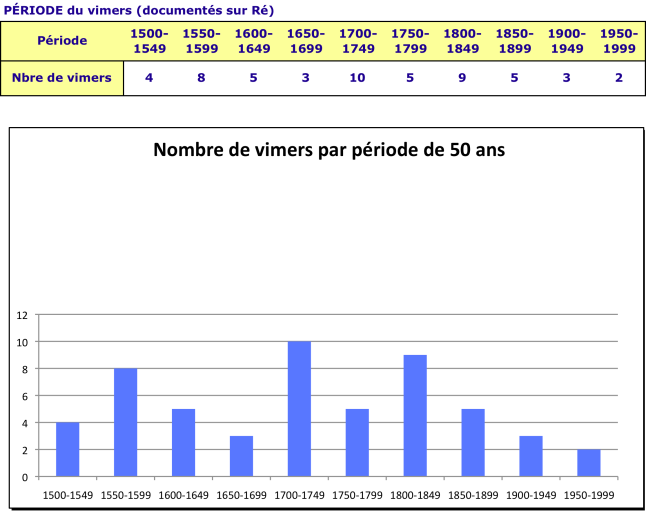 PÉRIODE du vimers (documentés sur Ré)
Période 1500-1549 1550-1599 1600-1649 1650-1699 1700-1749 1750-1799 1800-1849 1850-1899 1900-1949 1950-1999
Nbre de vimers 4 8 5 3 10 5 9 5 3 2
Nombre de vimers par période de 50 ans
12
10
8
6
4
2
0
1500-1549 1550-1599 1600-1649 1650-1699 1700-1749 1750-1799 1800-1849 1850-1899 1900-1949 1950-1999